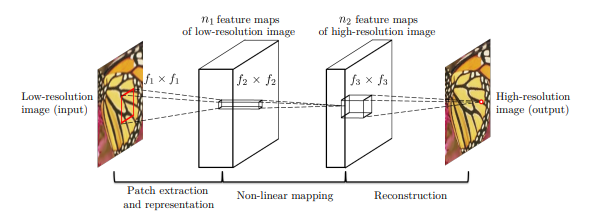 n₁ feature maps
of low-resolution image
n₂ feature maps
of high-resolution image
f₁ × f₁
f₂ × f₂
f₃ × f₃
Low-resolution
image (input)
High-resolution
image (output)
Patch extraction
and representation
Non-linear mapping
Reconstruction